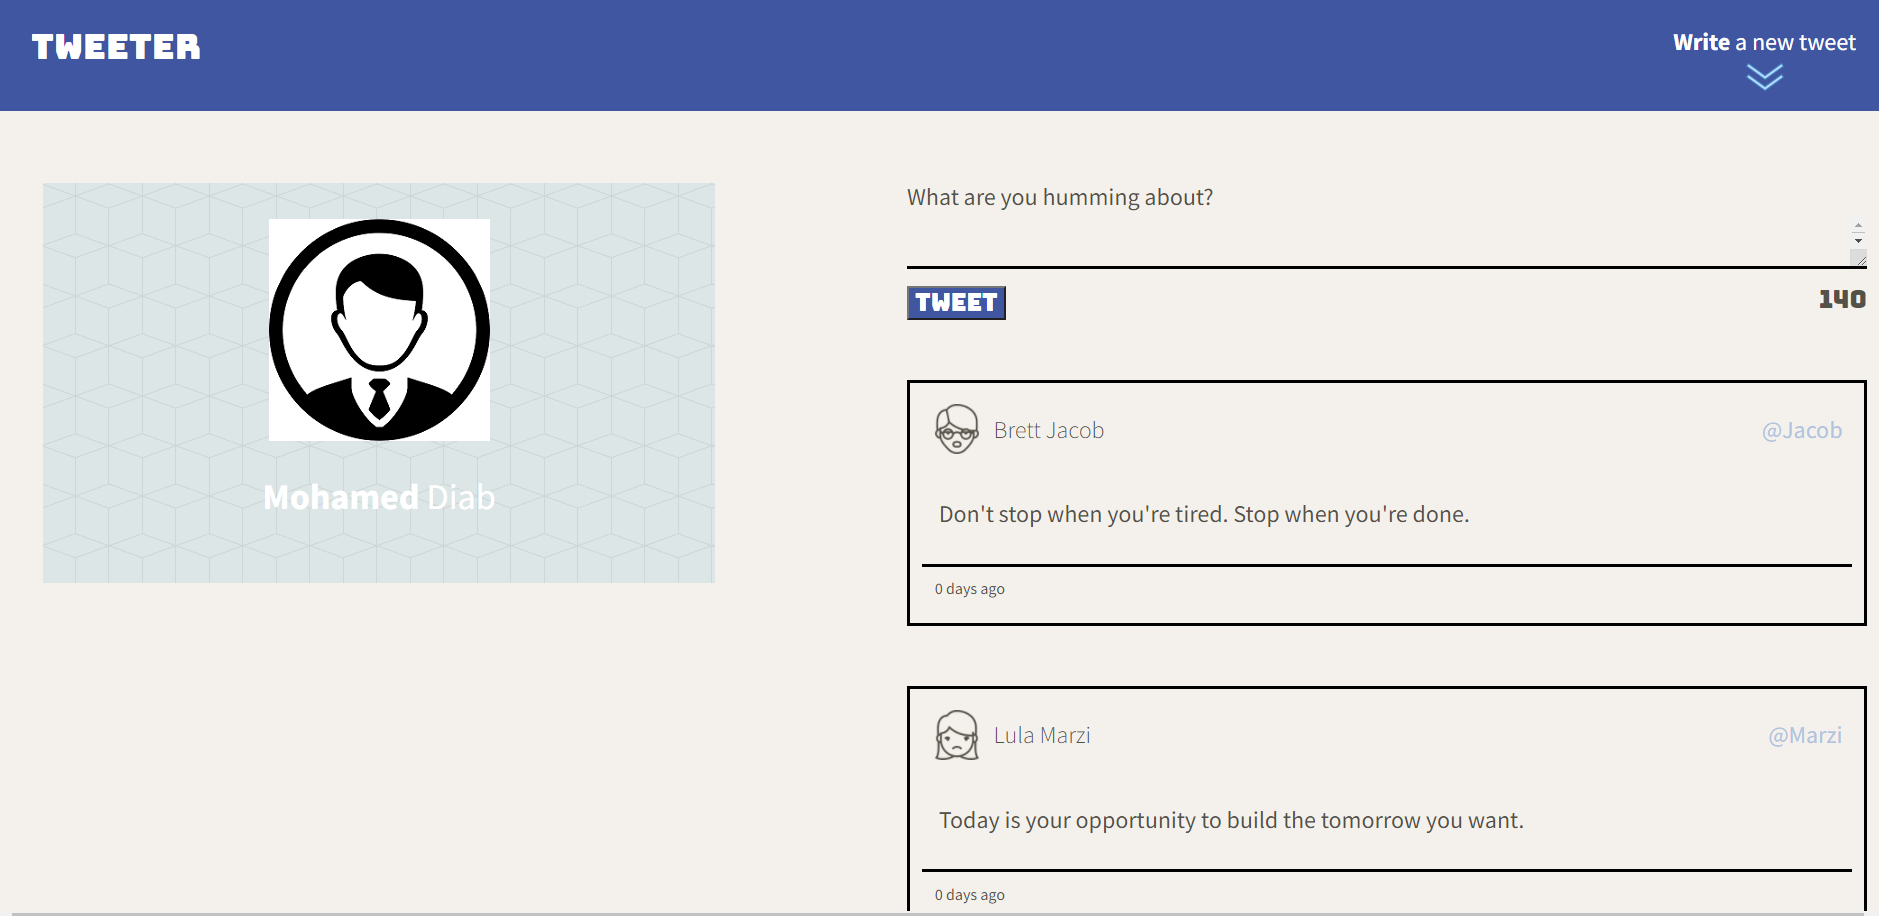 TWEETER
Write a new tweet
Mohamed Diab
What are you humming about?
TWEET
140
Brett Jacob
@Jacob
Don't stop when you're tired. Stop when you're done.
0 days ago
Lula Marzi
@Marzi
Today is your opportunity to build the tomorrow you want.
0 days ago